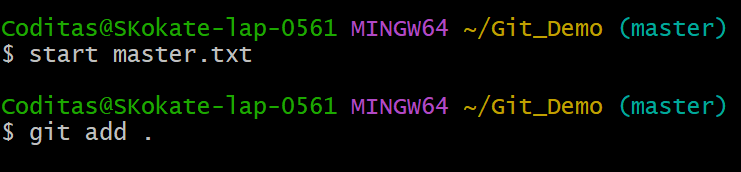 Coditas@SKokate-lap-0561 MINGW64 ~/Git_Demo (master)
$ start master.txt
Coditas@SKokate-lap-0561 MINGW64 ~/Git_Demo (master)
$ git add .